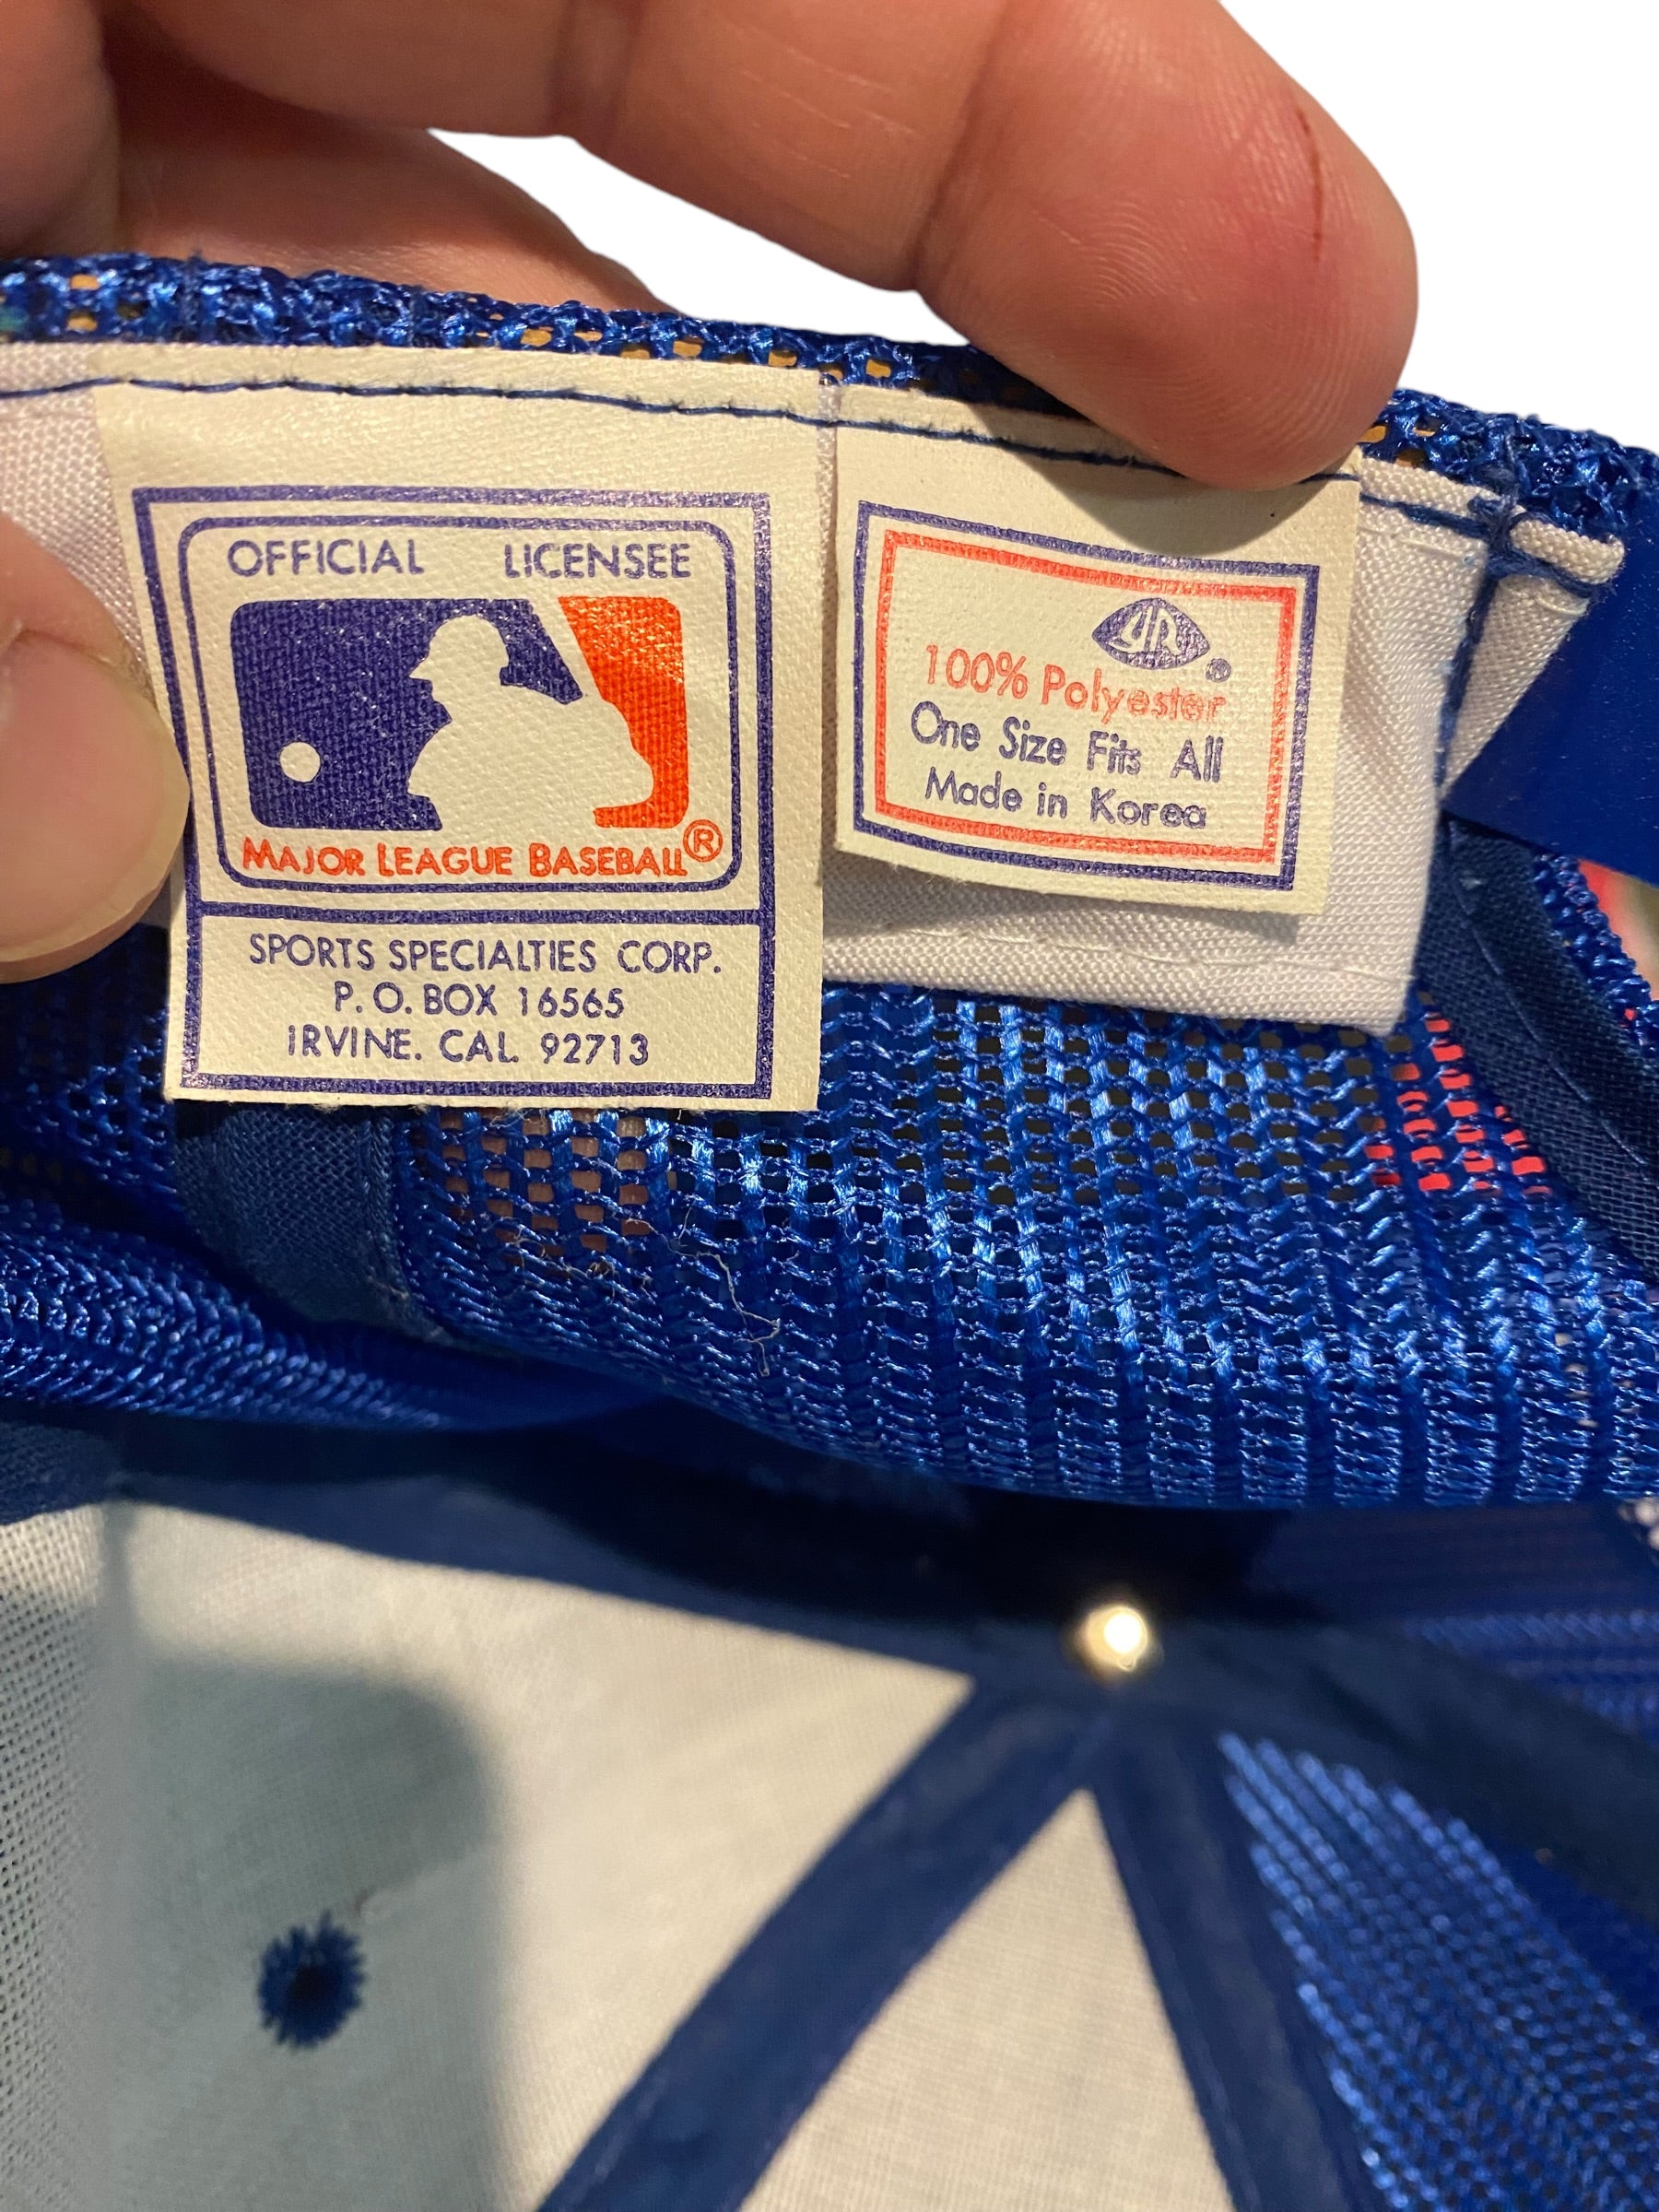 OFFICIAL LICENSEE
MAJOR LEAGUE BASEBALL®
SPORTS SPECIALTIES CORP.
P. O. BOX 16565
IRVINE. CAL. 92713
YR®
100% Polyester
One Size Fits All
Made in Korea